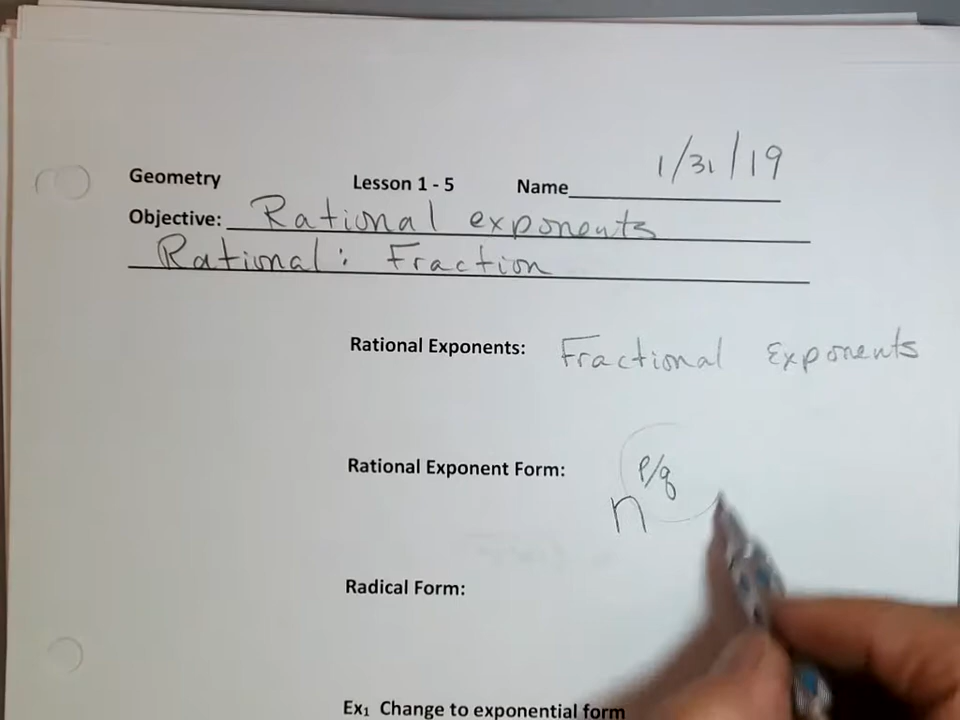 1/31/19
Geometry Lesson 1 - 5 Name
Objective: Rational exponents
Rational: Fraction
Rational Exponents: Fractional Exponents
Rational Exponent Form: n^p/q
Radical Form:
Ex₁ Change to exponential form